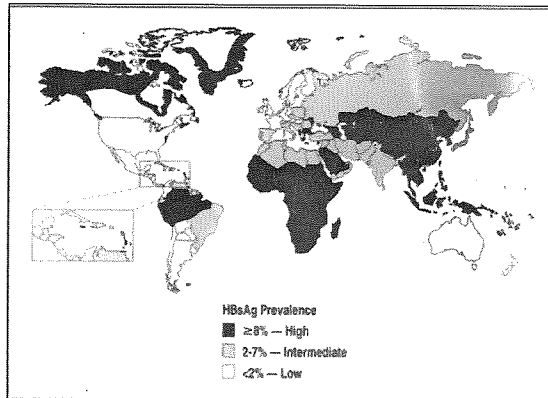 HBsAg Prevalence
≥8% — High
2-7% — Intermediate
<2% — Low